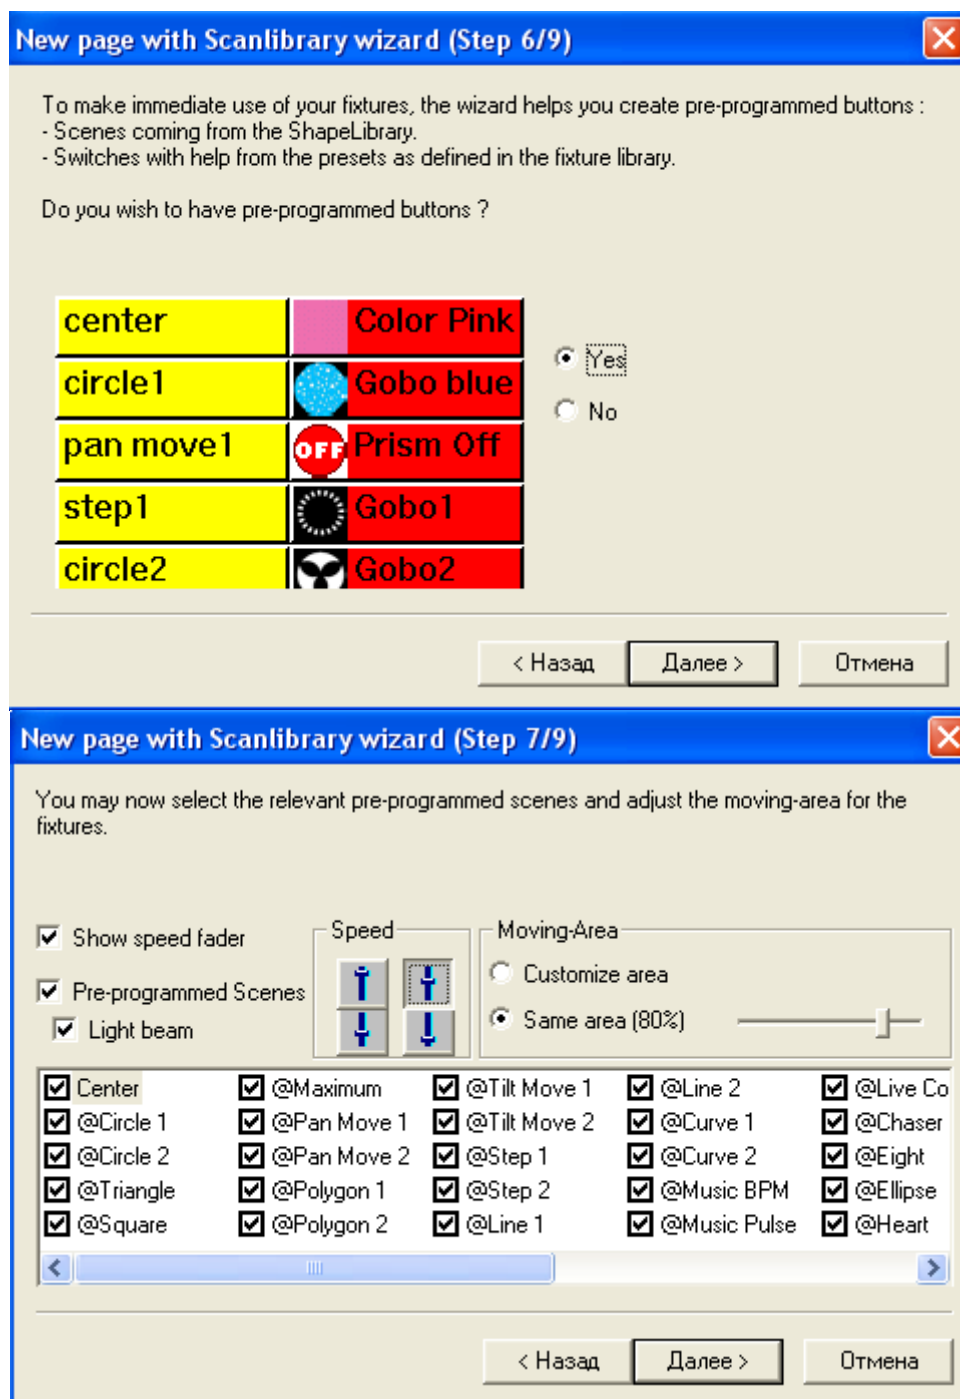 New page with Scanlibrary wizard (Step 6/9)
To make immediate use of your fixtures, the wizard helps you create pre-programmed buttons :
- Scenes coming from the ShapeLibrary.
- Switches with help from the presets as defined in the fixture library.
Do you wish to have pre-programmed buttons ?
center Color Pink
circle1 Gobo blue
pan move1 OFF Prism Off
step1 Gobo1
circle2 Gobo2
Yes
No
< Назад Далее > Отмена
New page with Scanlibrary wizard (Step 7/9)
You may now select the relevant pre-programmed scenes and adjust the moving-area for the
fixtures.
Show speed fader
Pre-programmed Scenes
Light beam
Speed
Moving-Area
Customize area
Same area (80%)
Center @Maximum @Tilt Move 1 @Line 2 @Live Co
@Circle 1 @Pan Move 1 @Tilt Move 2 @Curve 1 @Chaser
@Circle 2 @Pan Move 2 @Step 1 @Curve 2 @Eight
@Triangle @Polygon 1 @Step 2 @Music BPM @Ellipse
@Square @Polygon 2 @Line 1 @Music Pulse @Heart
< Назад Далее > Отмена